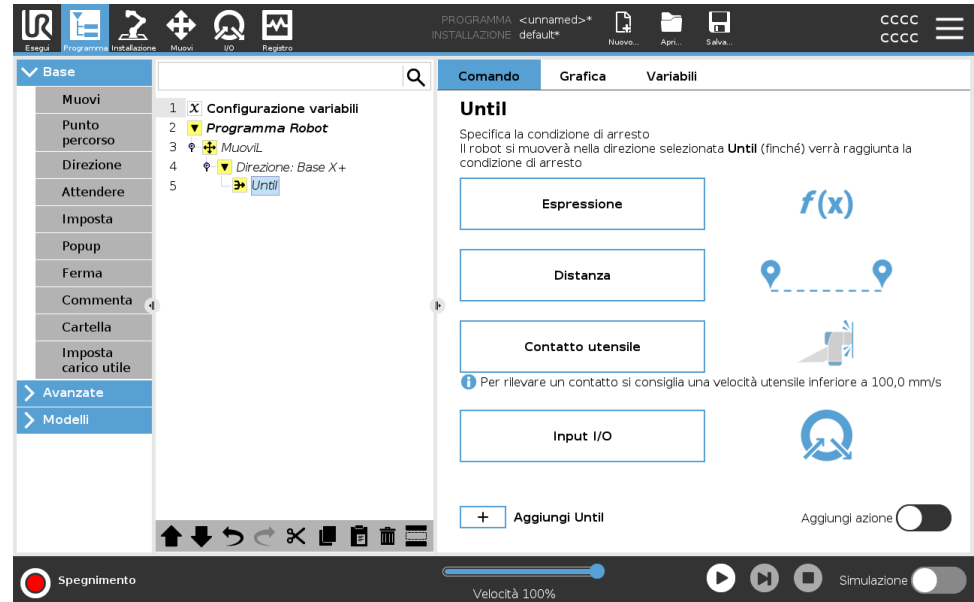 UR
Esegui
Programma
Installazione
Muovi
I/O
Registro
PROGRAMMA <unnamed>*
INSTALLAZIONE default*
Nuovo...
Apri...
Salva...
cccc
cccc
Base
Muovi
Punto
percorso
Direzione
Attendere
Imposta
Popup
Ferma
Commenta
Cartella
Imposta
carico utile
Avanzate
Modelli
1 X Configurazione variabili
2 Programma Robot
3 MuoviL
4 Direzione: Base X+
5 Until
Comando Grafica Variabili
Until
Specifica la condizione di arresto
Il robot si muoverà nella direzione selezionata Until (finché) verrà raggiunta la
condizione di arresto
Espressione
f(x)
Distanza
Contatto utensile
Per rilevare un contatto si consiglia una velocità utensile inferiore a 100,0 mm/s
Input I/O
+ Aggiungi Until
Aggiungi azione
Spegnimento
Velocità 100%
Simulazione